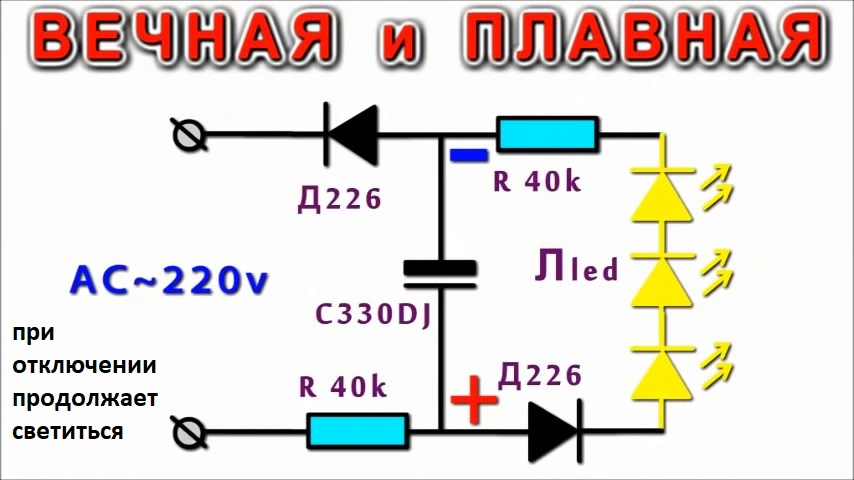 ВЕЧНАЯ и ПЛАВНАЯ
Д226
R 40k
AC~220v
Лled
C330DJ
при
отключении
продолжает
светиться
R 40k
Д226